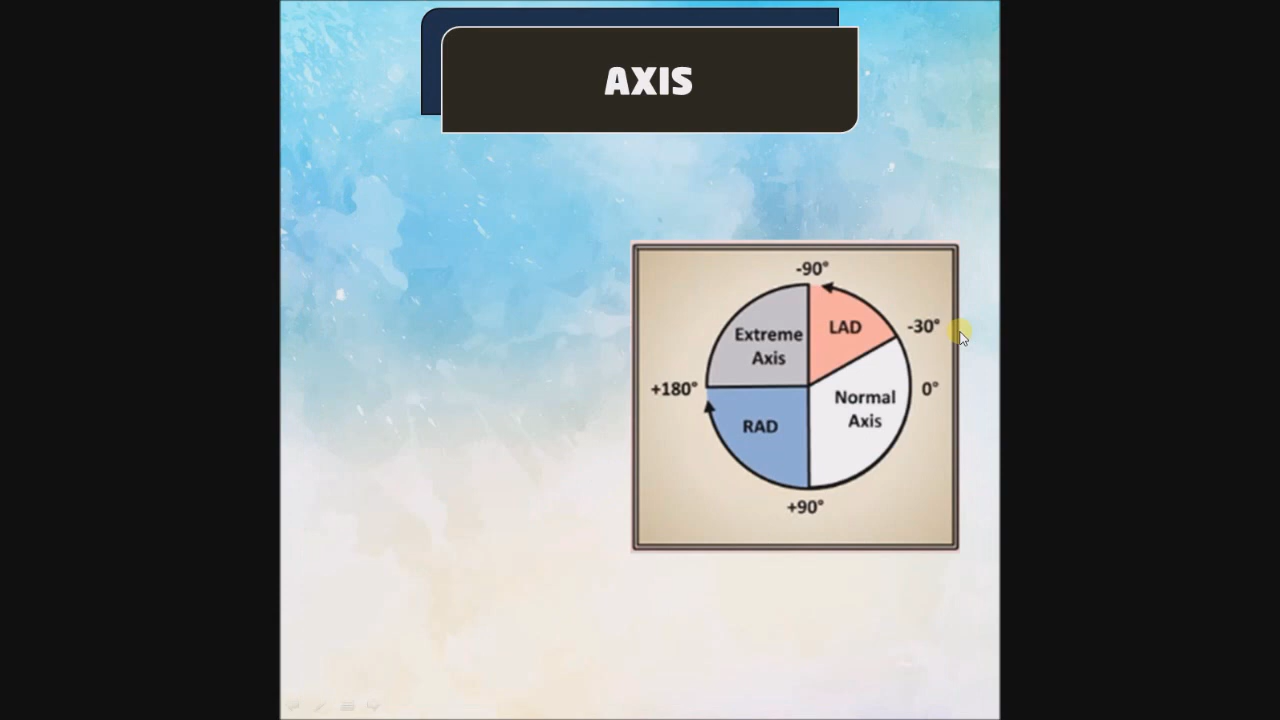 AXIS
-90°
LAD
-30°
Extreme
Axis
+180°
0°
Normal
Axis
RAD
+90°